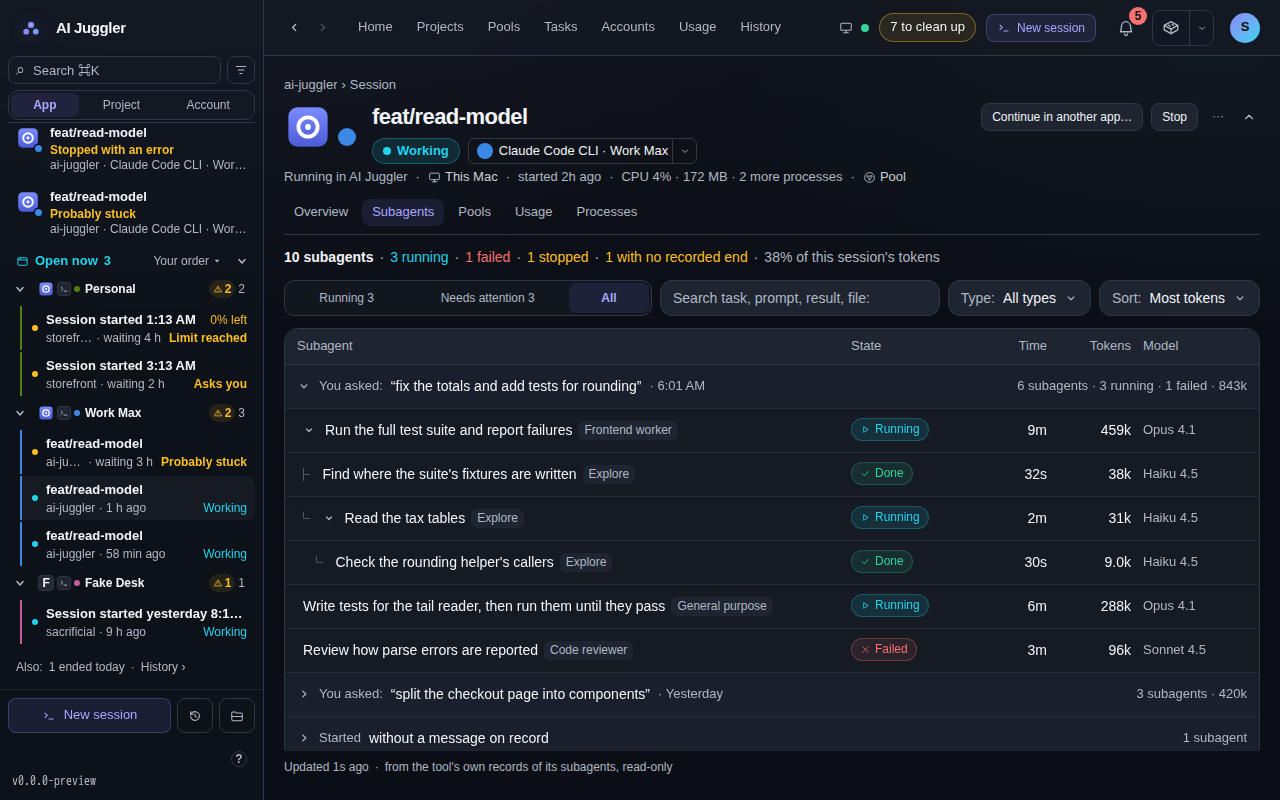 AI Juggler
Search ⌘K
App Project Account
feat/read-model
Stopped with an error
ai-juggler · Claude Code CLI · Wor…
feat/read-model
Probably stuck
ai-juggler · Claude Code CLI · Wor…
Open now 3 Your order
Personal 2 2
Session started 1:13 AM 0% left
storefr… · waiting 4 h Limit reached
Session started 3:13 AM
storefront · waiting 2 h Asks you
Work Max 2 3
feat/read-model
ai-ju… · waiting 3 h Probably stuck
feat/read-model
ai-juggler · 1 h ago Working
feat/read-model
ai-juggler · 58 min ago Working
F Fake Desk 1 1
Session started yesterday 8:1…
sacrificial · 9 h ago Working
Also: 1 ended today · History ›
New session
?
v0.0.0-preview
Home Projects Pools Tasks Accounts Usage History
7 to clean up
New session
5
S
ai-juggler › Session
feat/read-model
Continue in another app… Stop ···
Working Claude Code CLI · Work Max
Running in AI Juggler · This Mac · started 2h ago · CPU 4% · 172 MB · 2 more processes · Pool
Overview Subagents Pools Usage Processes
10 subagents · 3 running · 1 failed · 1 stopped · 1 with no recorded end · 38% of this session's tokens
Running 3 Needs attention 3 All
Search task, prompt, result, file:
Type: All types
Sort: Most tokens
Subagent State Time Tokens Model
You asked: “fix the totals and add tests for rounding” · 6:01 AM 6 subagents · 3 running · 1 failed · 843k
Run the full test suite and report failures Frontend worker Running 9m 459k Opus 4.1
Find where the suite's fixtures are written Explore Done 32s 38k Haiku 4.5
Read the tax tables Explore Running 2m 31k Haiku 4.5
Check the rounding helper's callers Explore Done 30s 9.0k Haiku 4.5
Write tests for the tail reader, then run them until they pass General purpose Running 6m 288k Opus 4.1
Review how parse errors are reported Code reviewer Failed 3m 96k Sonnet 4.5
You asked: “split the checkout page into components” · Yesterday 3 subagents · 420k
Started without a message on record 1 subagent
Updated 1s ago · from the tool's own records of its subagents, read-only